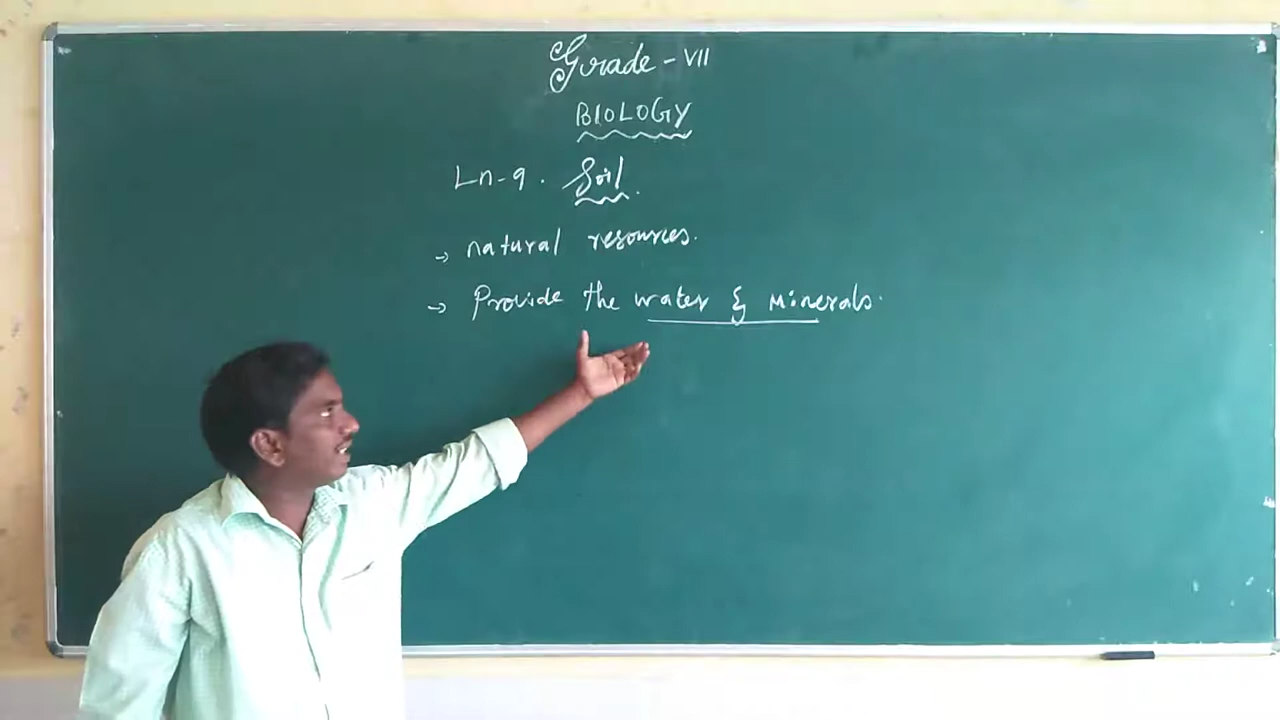 Grade - VII
BIOLOGY
Ln-9. Soil.
→ natural resources.
→ Provide the water & Minerals.